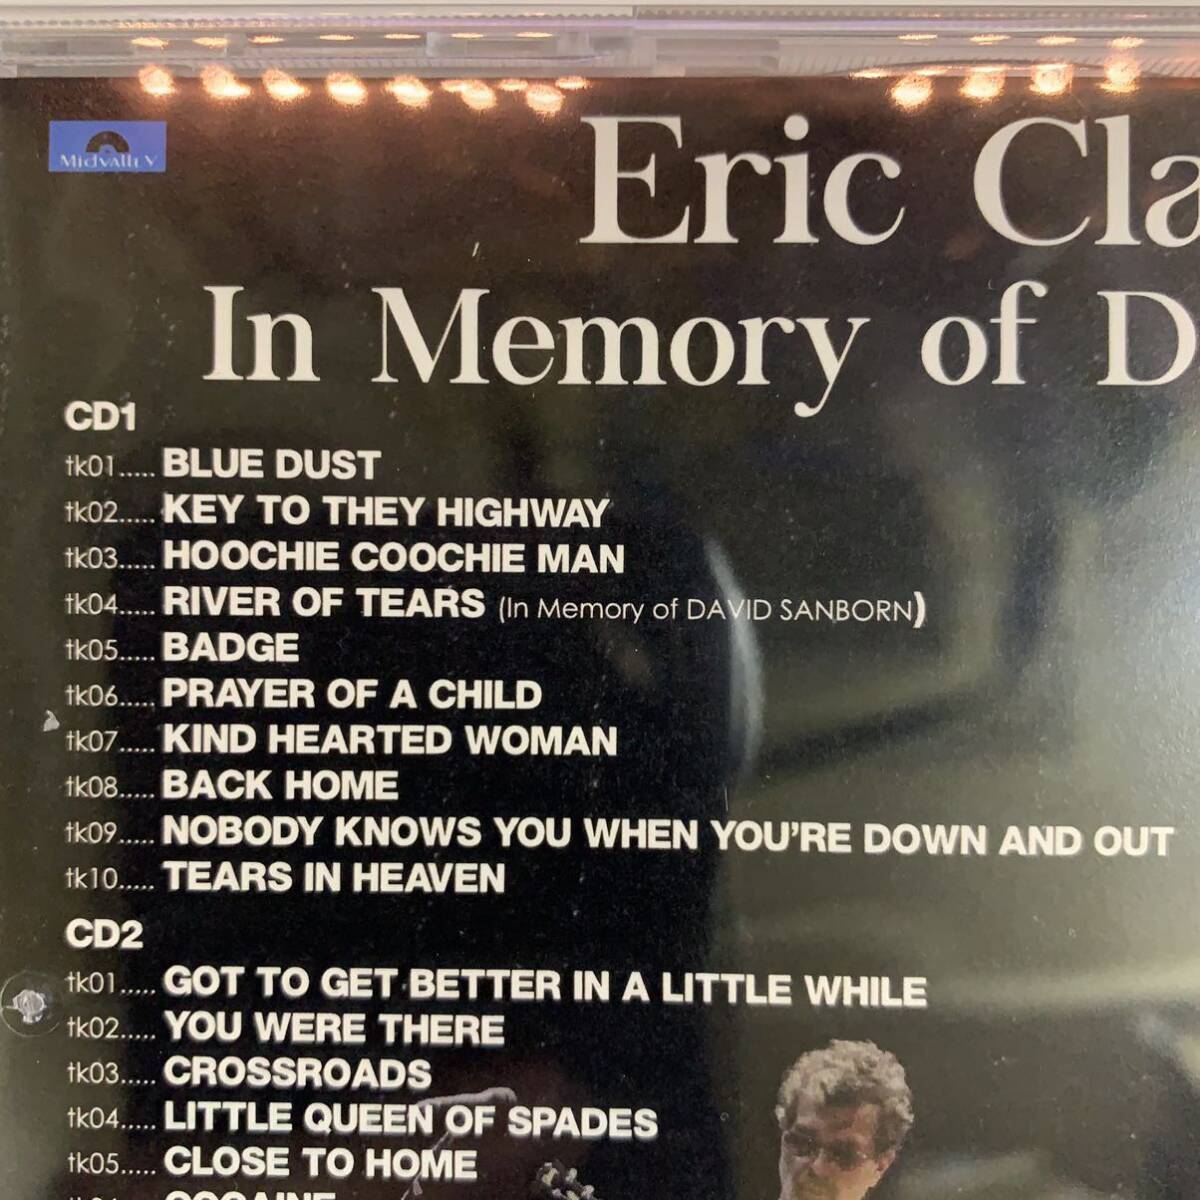 MidvallEy
Eric Cla
In Memory of D
CD1
tk01..... BLUE DUST
tk02..... KEY TO THEY HIGHWAY
tk03..... HOOCHIE COOCHIE MAN
tk04..... RIVER OF TEARS (In Memory of DAVID SANBORN)
tk05..... BADGE
tk06..... PRAYER OF A CHILD
tk07..... KIND HEARTED WOMAN
tk08..... BACK HOME
tk09..... NOBODY KNOWS YOU WHEN YOU'RE DOWN AND OUT
tk10..... TEARS IN HEAVEN
CD2
tk01..... GOT TO GET BETTER IN A LITTLE WHILE
tk02..... YOU WERE THERE
tk03..... CROSSROADS
tk04..... LITTLE QUEEN OF SPADES
tk05..... CLOSE TO HOME
tk06..... COCAINE